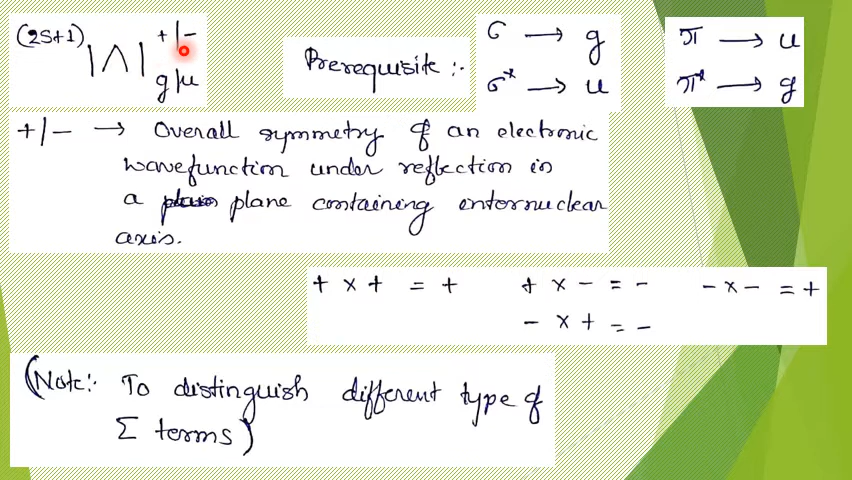 (2S+1) |Λ| +|- g|u
Prerequisite :-
σ → g
σ* → u
π → u
π* → g
+/- → Overall symmetry of an electronic
wavefunction under reflection in
a plane containing internuclear
axis.
+ x + = +    + x - = -    - x - = +
- x + = -
(Note:- To distinguish different type of
Σ terms)